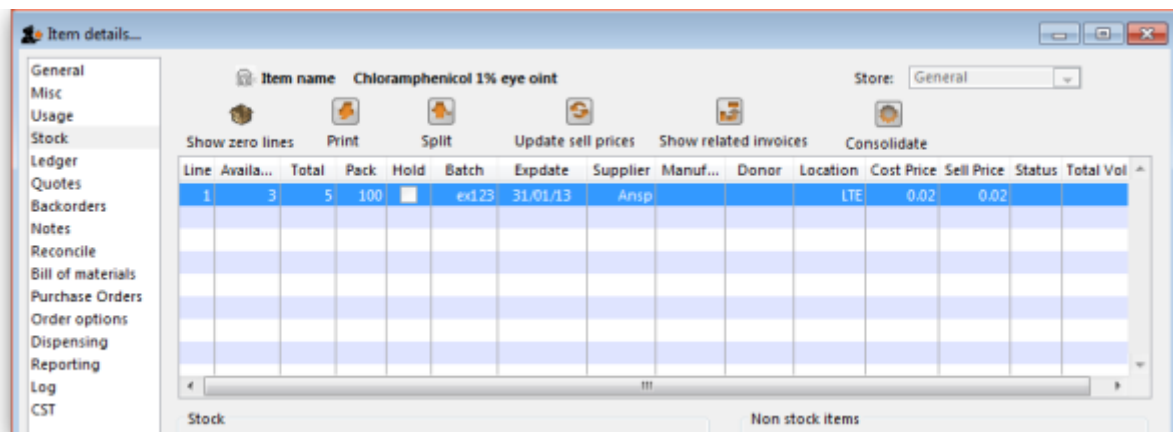 Item details...
General
Misc
Usage
Stock
Ledger
Quotes
Backorders
Notes
Reconcile
Bill of materials
Purchase Orders
Order options
Dispensing
Reporting
Log
CST
Item name Chloramphenicol 1% eye oint
Store: General
Show zero lines Print Split Update sell prices Show related invoices Consolidate
Line Availa... Total Pack Hold Batch Expdate Supplier Manuf... Donor Location Cost Price Sell Price Status Total Vol
1 3 5 100 ex123 31/01/13 Ansp LTE 0.02 0.02
Stock Non stock items